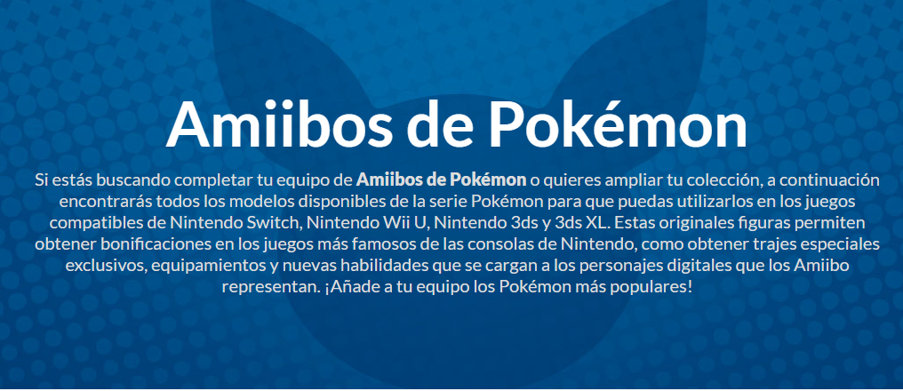 Amiibos de Pokémon
Si estás buscando completar tu equipo de Amiibos de Pokémon o quieres ampliar tu colección, a continuación
encontrarás todos los modelos disponibles de la serie Pokémon para que puedas utilizarlos en los juegos
compatibles de Nintendo Switch, Nintendo Wii U, Nintendo 3ds y 3ds XL. Estas originales figuras permiten
obtener bonificaciones en los juegos más famosos de las consolas de Nintendo, como obtener trajes especiales
exclusivos, equipamientos y nuevas habilidades que se cargan a los personajes digitales que los Amiibo
representan. ¡Añade a tu equipo los Pokémon más populares!